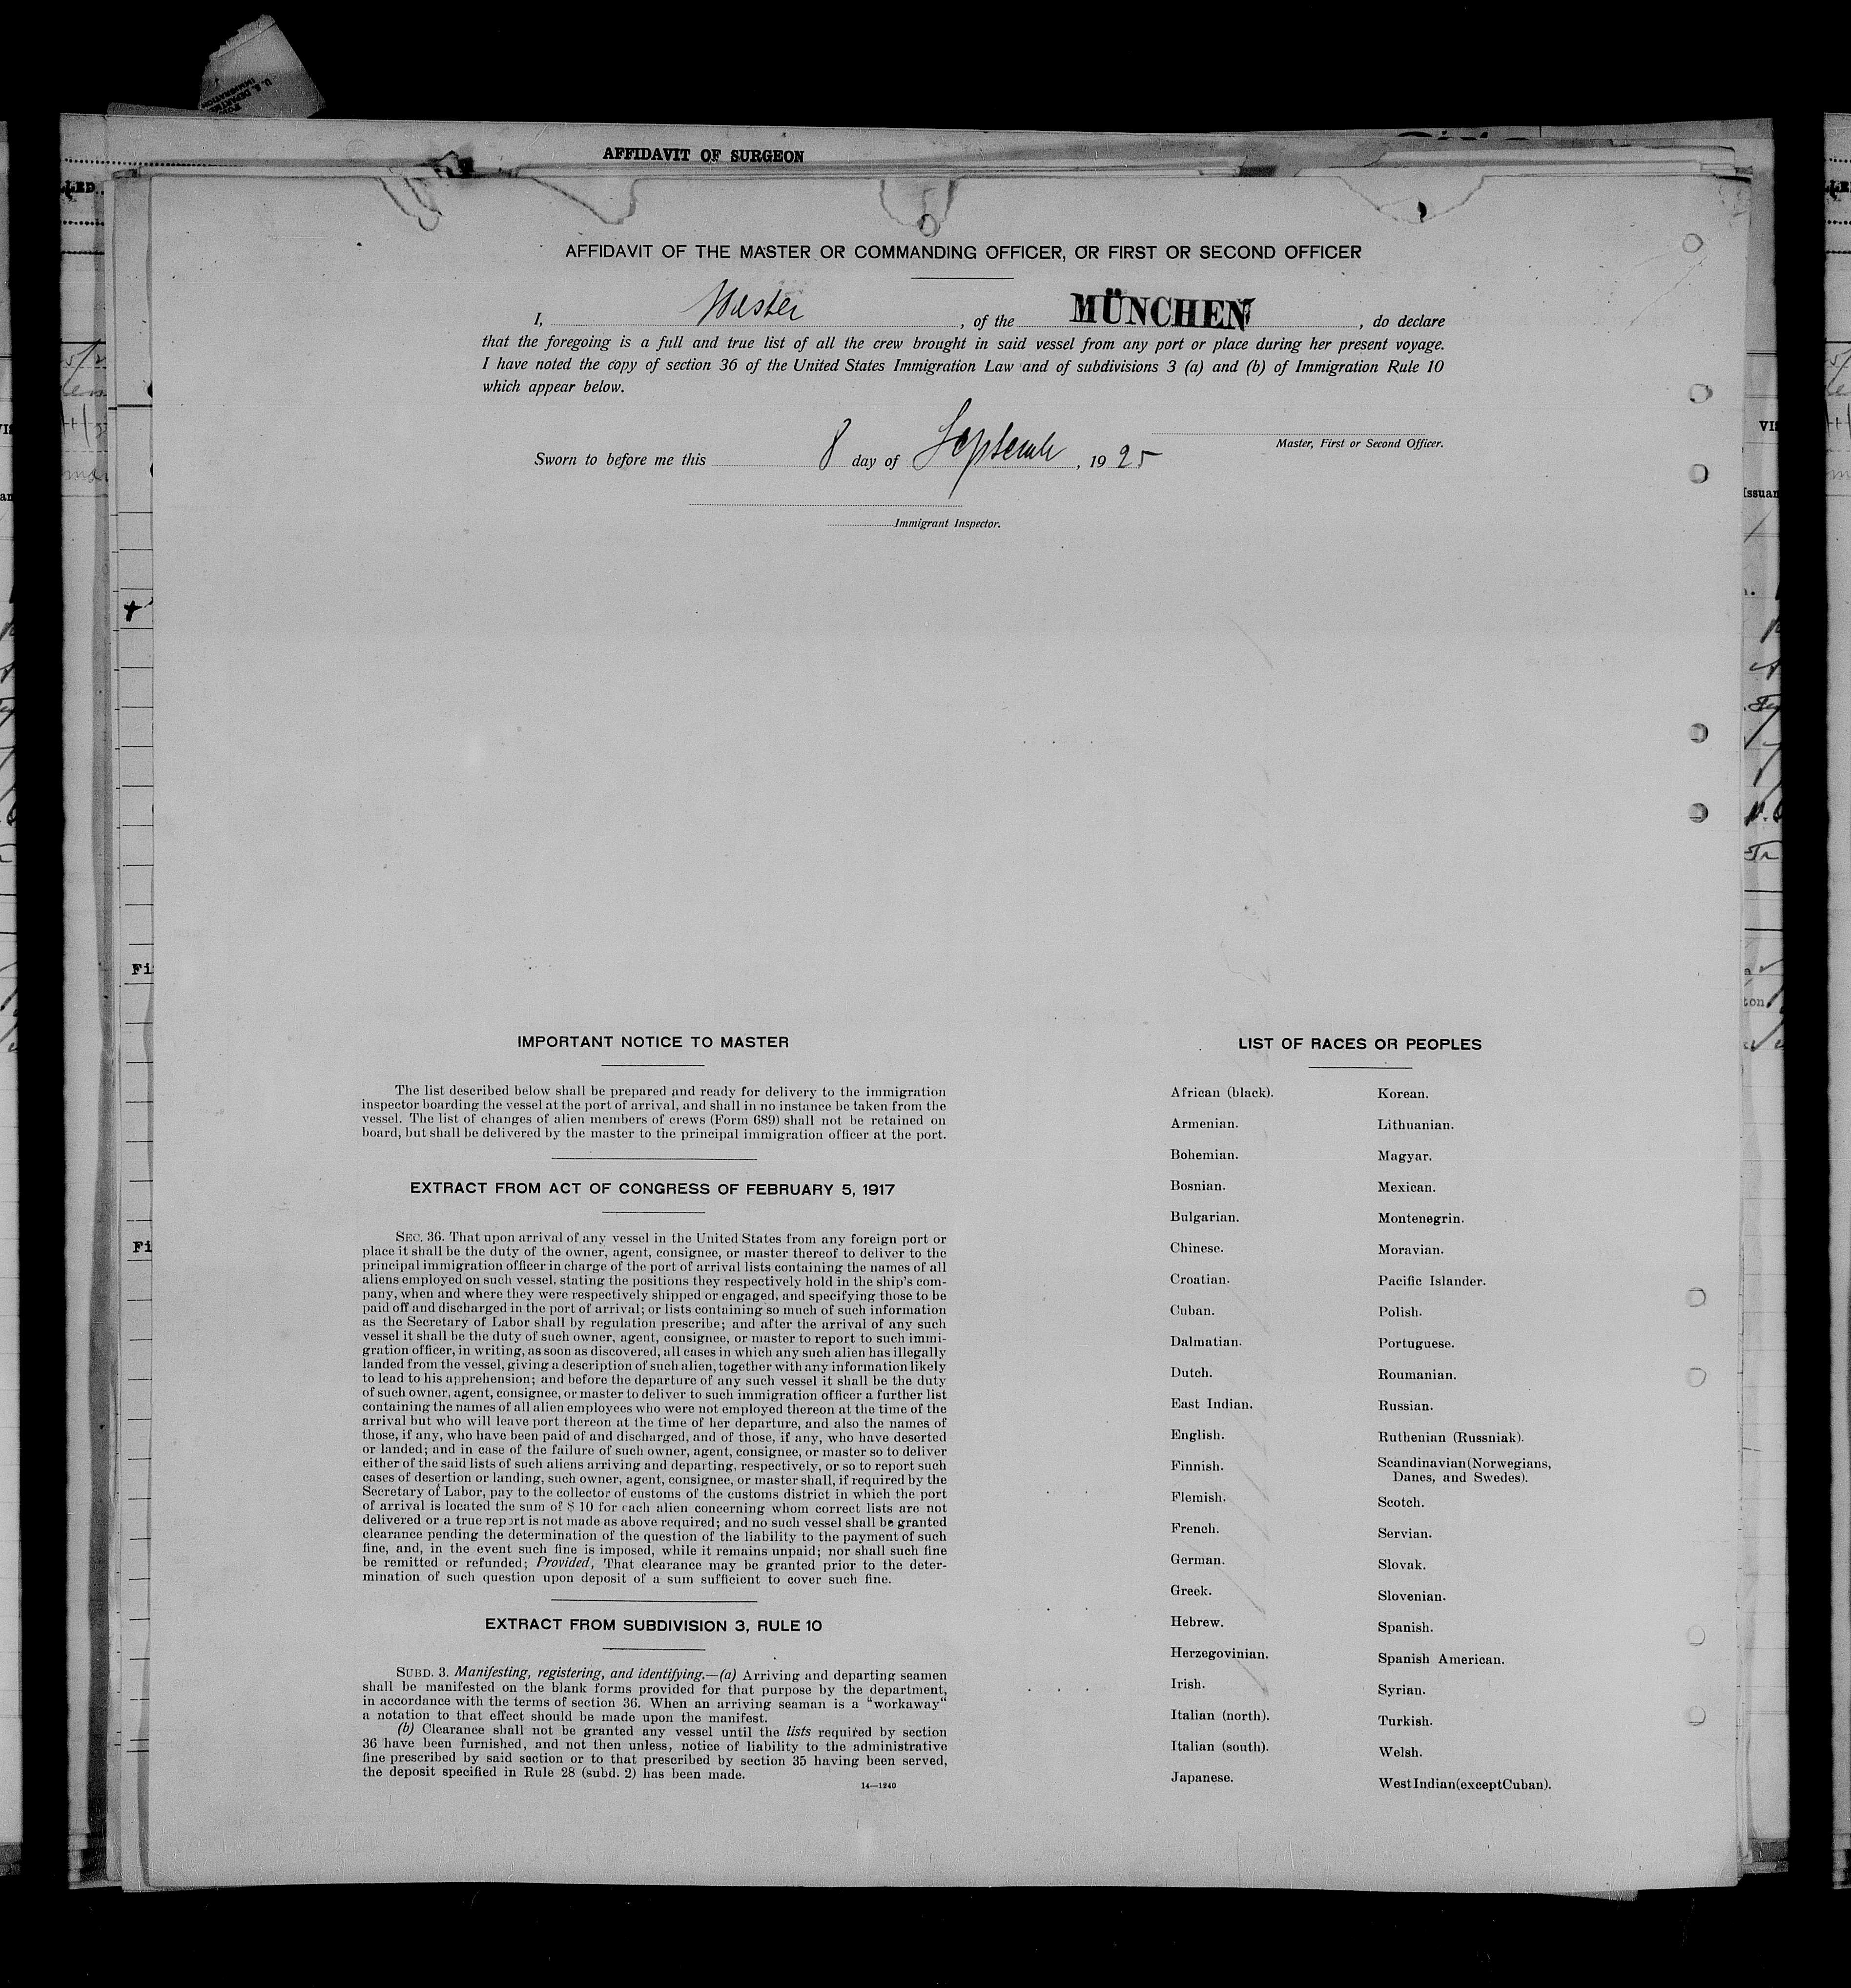 AFFIDAVIT OF SURGEON
AFFIDAVIT OF THE MASTER OR COMMANDING OFFICER, OR FIRST OR SECOND OFFICER
I, Master, of the MÜNCHEN, do declare
that the foregoing is a full and true list of all the crew brought in said vessel from any port or place during her present voyage.
I have noted the copy of section 36 of the United States Immigration Law and of subdivisions 3 (a) and (b) of Immigration Rule 10
which appear below.
Master, First or Second Officer.
Sworn to before me this 8 day of September, 1925
Immigrant Inspector.
IMPORTANT NOTICE TO MASTER
The list described below shall be prepared and ready for delivery to the immigration
inspector boarding the vessel at the port of arrival, and shall in no instance be taken from the
vessel. The list of changes of alien members of crews (Form 689) shall not be retained on
board, but shall be delivered by the master to the principal immigration officer at the port.
EXTRACT FROM ACT OF CONGRESS OF FEBRUARY 5, 1917
SEC. 36. That upon arrival of any vessel in the United States from any foreign port or
place it shall be the duty of the owner, agent, consignee, or master thereof to deliver to the
principal immigration officer in charge of the port of arrival lists containing the names of all
aliens employed on such vessel, stating the positions they respectively hold in the ship's com-
pany, when and where they were respectively shipped or engaged, and specifying those to be
paid off and discharged in the port of arrival; or lists containing so much of such information
as the Secretary of Labor shall by regulation prescribe; and after the arrival of any such
vessel it shall be the duty of such owner, agent, consignee, or master to report to such immi-
gration officer, in writing, as soon as discovered, all cases in which any such alien has illegally
landed from the vessel, giving a description of such alien, together with any information likely
to lead to his apprehension; and before the departure of any such vessel it shall be the duty
of such owner, agent, consignee, or master to deliver to such immigration officer a further list
containing the names of all alien employees who were not employed thereon at the time of the
arrival but who will leave port thereon at the time of her departure, and also the names of
those, if any, who have been paid of and discharged, and of those, if any, who have deserted
or landed; and in case of the failure of such owner, agent, consignee, or master so to deliver
either of the said lists of such aliens arriving and departing, respectively, or so to report such
cases of desertion or landing, such owner, agent, consignee, or master shall, if required by the
Secretary of Labor, pay to the collector of customs of the customs district in which the port
of arrival is located the sum of $ 10 for each alien concerning whom correct lists are not
delivered or a true report is not made as above required; and no such vessel shall be granted
clearance pending the determination of the question of the liability to the payment of such
fine, and, in the event such fine is imposed, while it remains unpaid; nor shall such fine
be remitted or refunded; Provided, That clearance may be granted prior to the deter-
mination of such question upon deposit of a sum sufficient to cover such fine.
EXTRACT FROM SUBDIVISION 3, RULE 10
SUBD. 3. Manifesting, registering, and identifying.—(a) Arriving and departing seamen
shall be manifested on the blank forms provided for that purpose by the department,
in accordance with the terms of section 36. When an arriving seaman is a "workaway"
a notation to that effect should be made upon the manifest.
(b) Clearance shall not be granted any vessel until the lists required by section
36 have been furnished, and not then unless, notice of liability to the administrative
fine prescribed by said section or to that prescribed by section 35 having been served,
the deposit specified in Rule 28 (subd. 2) has been made.
14—1240
LIST OF RACES OR PEOPLES
African (black).
Armenian.
Bohemian.
Bosnian.
Bulgarian.
Chinese.
Croatian.
Cuban.
Dalmatian.
Dutch.
East Indian.
English.
Finnish.
Flemish.
French.
German.
Greek.
Hebrew.
Herzegovinian.
Irish.
Italian (north).
Italian (south).
Japanese.
Korean.
Lithuanian.
Magyar.
Mexican.
Montenegrin.
Moravian.
Pacific Islander.
Polish.
Portuguese.
Roumanian.
Russian.
Ruthenian (Russniak).
Scandinavian (Norwegians,
Danes, and Swedes).
Scotch.
Servian.
Slovak.
Slovenian.
Spanish.
Spanish American.
Syrian.
Turkish.
Welsh.
West Indian (except Cuban).